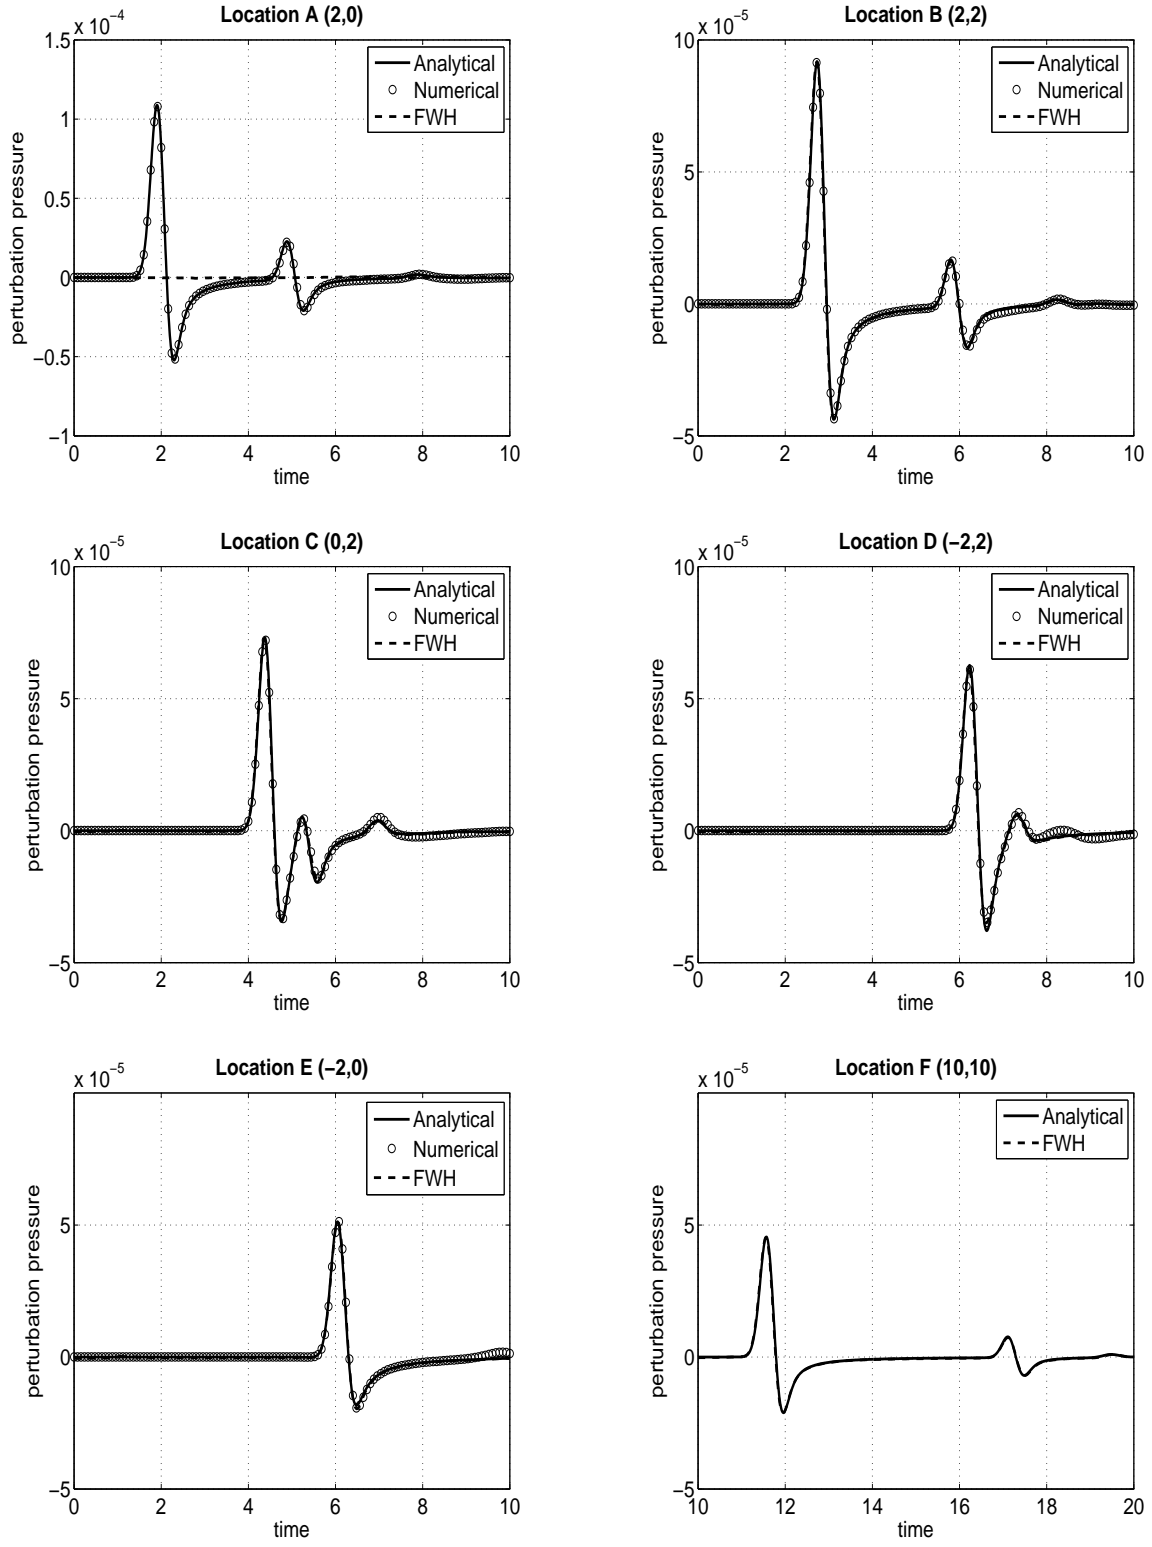 x 10−4
Location A (2,0)
1.5
1
0.5
0
−0.5
−1
perturbation pressure
Analytical
Numerical
FWH
0 2 4 6 8 10
time
x 10−5
Location B (2,2)
10
5
0
−5
perturbation pressure
Analytical
Numerical
FWH
0 2 4 6 8 10
time
x 10−5
Location C (0,2)
10
5
0
−5
perturbation pressure
Analytical
Numerical
FWH
0 2 4 6 8 10
time
x 10−5
Location D (−2,2)
10
5
0
−5
perturbation pressure
Analytical
Numerical
FWH
0 2 4 6 8 10
time
x 10−5
Location E (−2,0)
5
0
−5
perturbation pressure
Analytical
Numerical
FWH
0 2 4 6 8 10
time
x 10−5
Location F (10,10)
5
0
−5
perturbation pressure
Analytical
FWH
10 12 14 16 18 20
time